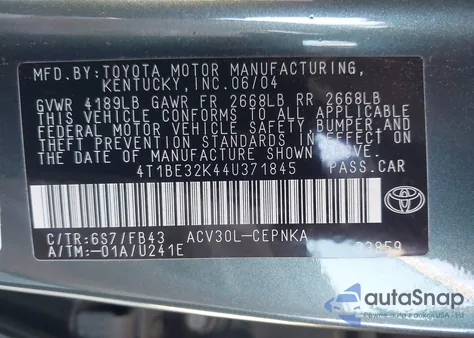 MFD.BY:TOYOTA MOTOR MANUFACTURING,
KENTUCKY, INC.06/04
GVWR 4189LB GAWR FR 2668LB RR 2668LB
THIS VEHICLE CONFORMS TO ALL APPLICABLE
FEDERAL MOTOR VEHICLE SAFETY, BUMPER, AND
THEFT PREVENTION STANDARDS IN EFFECT ON
THE DATE OF MANUFACTURE SHOWN ABOVE.
4T1BE32K44U371845 PASS.CAR
C/TR:6S7/FB43 ACV30L-CEPNKA
A/TM:-01A/U241E
TOYOTA
autoSnap